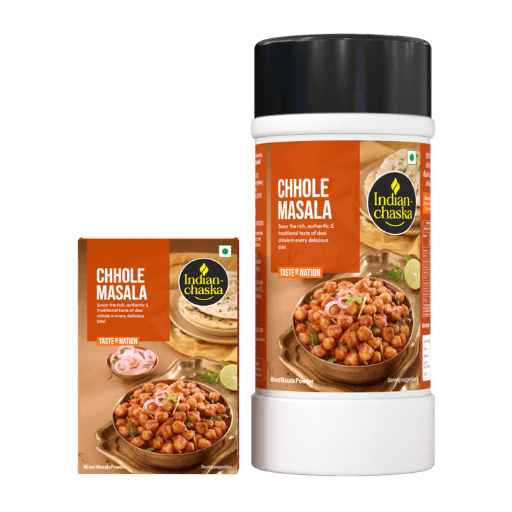 CHHOLE
MASALA
Savor the rich, authentic &
traditional taste of desi
chhole in every delicious
bite!
TASTE OF NATION
Indian-
chaska
Mixed Masala Powder
Serving suggestion
CHHOLE
MASALA
Savor the rich, authentic &
traditional taste of desi
chhole in every delicious
bite!
TASTE OF NATION
Indian-
chaska
Mixed Masala Powder
Serving suggestion